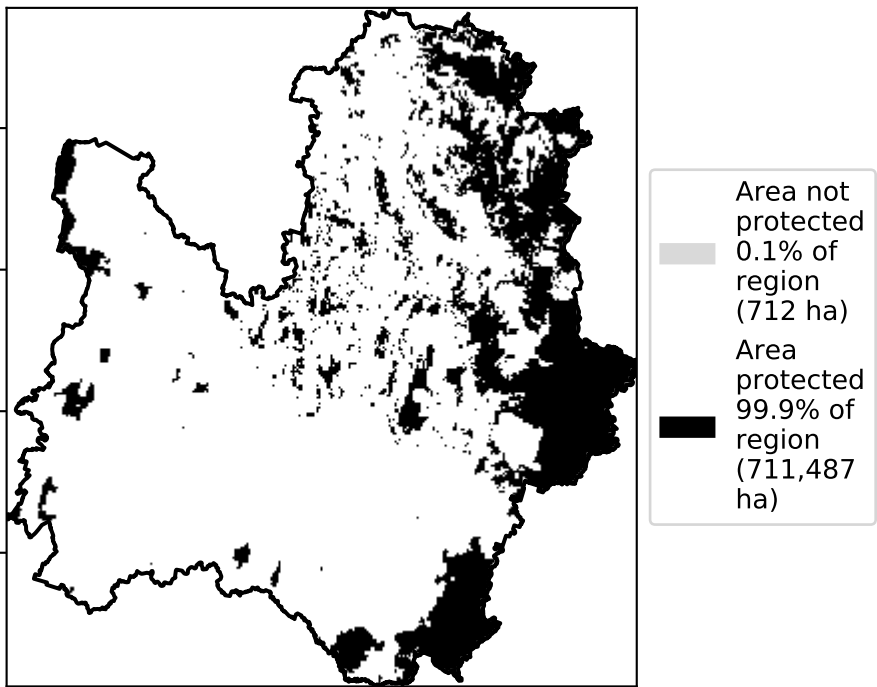 Area not
protected
0.1% of
region
(712 ha)
Area
protected
99.9% of
region
(711,487
ha)